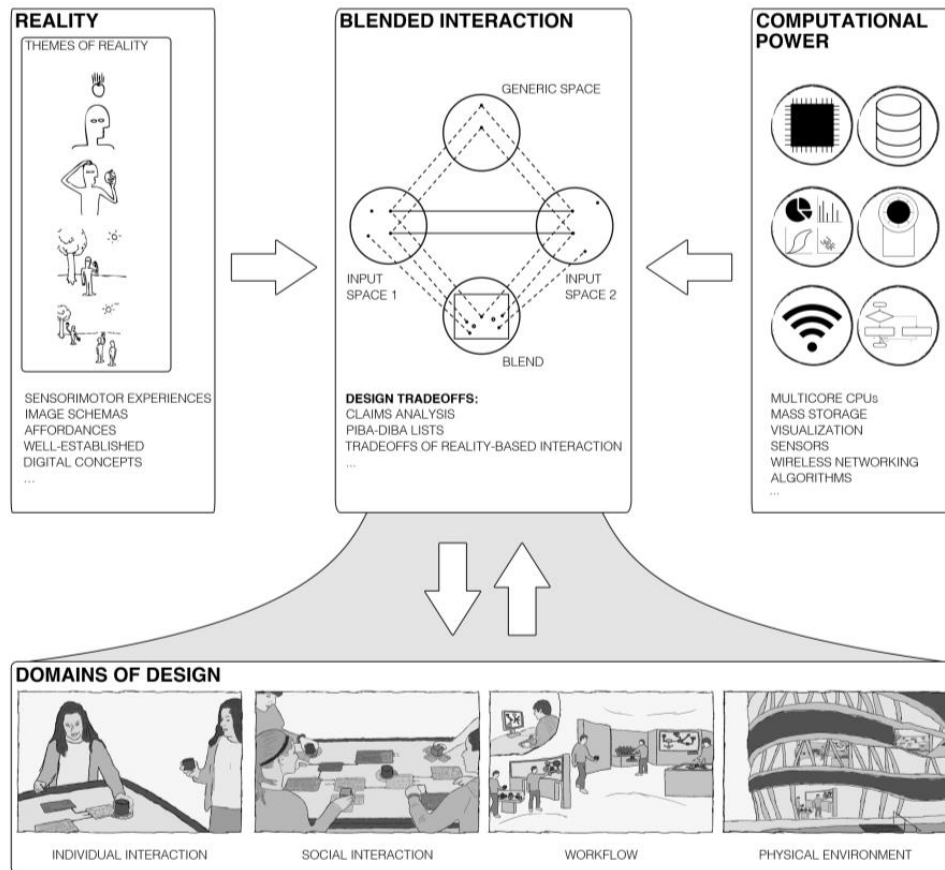 REALITY
THEMES OF REALITY
SENSORIMOTOR EXPERIENCES
IMAGE SCHEMAS
AFFORDANCES
WELL-ESTABLISHED
DIGITAL CONCEPTS
...
BLENDED INTERACTION
GENERIC SPACE
INPUT
SPACE 1
INPUT
SPACE 2
BLEND
DESIGN TRADEOFFS:
CLAIMS ANALYSIS
PIBA-DIBA LISTS
TRADEOFFS OF REALITY-BASED INTERACTION
...
COMPUTATIONAL
POWER
MULTICORE CPUs
MASS STORAGE
VISUALIZATION
SENSORS
WIRELESS NETWORKING
ALGORITHMS
...
DOMAINS OF DESIGN
INDIVIDUAL INTERACTION
SOCIAL INTERACTION
WORKFLOW
PHYSICAL ENVIRONMENT